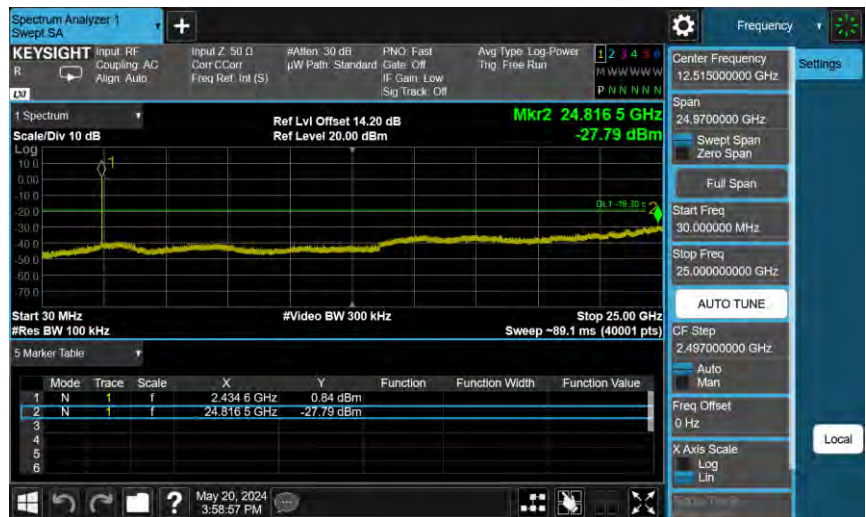 Spectrum Analyzer 1
Swept SA
+
Frequency
KEYSIGHT
R
LXI
Input: RF
Coupling: AC
Align: Auto
Input Z: 50 Ω
Corr CCorr
Freq Ref: Int (S)
#Atten: 30 dB
µW Path: Standard
PNO: Fast
Gate: Off
IF Gain: Low
Sig Track: Off
Avg Type: Log-Power
Trig: Free Run
1 2 3 4 5 6
M W W W W W
P N N N N N
1 Spectrum
Scale/Div 10 dB
Ref Lvl Offset 14.20 dB
Ref Level 20.00 dBm
Mkr2 24.816 5 GHz
-27.79 dBm
Log
10.0
0.00
-10.0
-20.0
-30.0
-40.0
-50.0
-60.0
-70.0
1
2
Start 30 MHz
#Res BW 100 kHz
#Video BW 300 kHz
Stop 25.00 GHz
Sweep ~89.1 ms (40001 pts)
5 Marker Table
Mode Trace Scale X Y Function Function Width Function Value
1 N 1 f 2.434 6 GHz 0.84 dBm
2 N 1 f 24.816 5 GHz -27.79 dBm
3
4
5
6
May 20, 2024
3:58:57 PM
?
Center Frequency
12.515000000 GHz
Span
24.9700000 GHz
Swept Span
Zero Span
Full Span
Start Freq
30.000000 MHz
Stop Freq
25.000000000 GHz
AUTO TUNE
CF Step
2.497000000 GHz
Auto
Man
Freq Offset
0 Hz
X Axis Scale
Log
Lin
Settings
Local